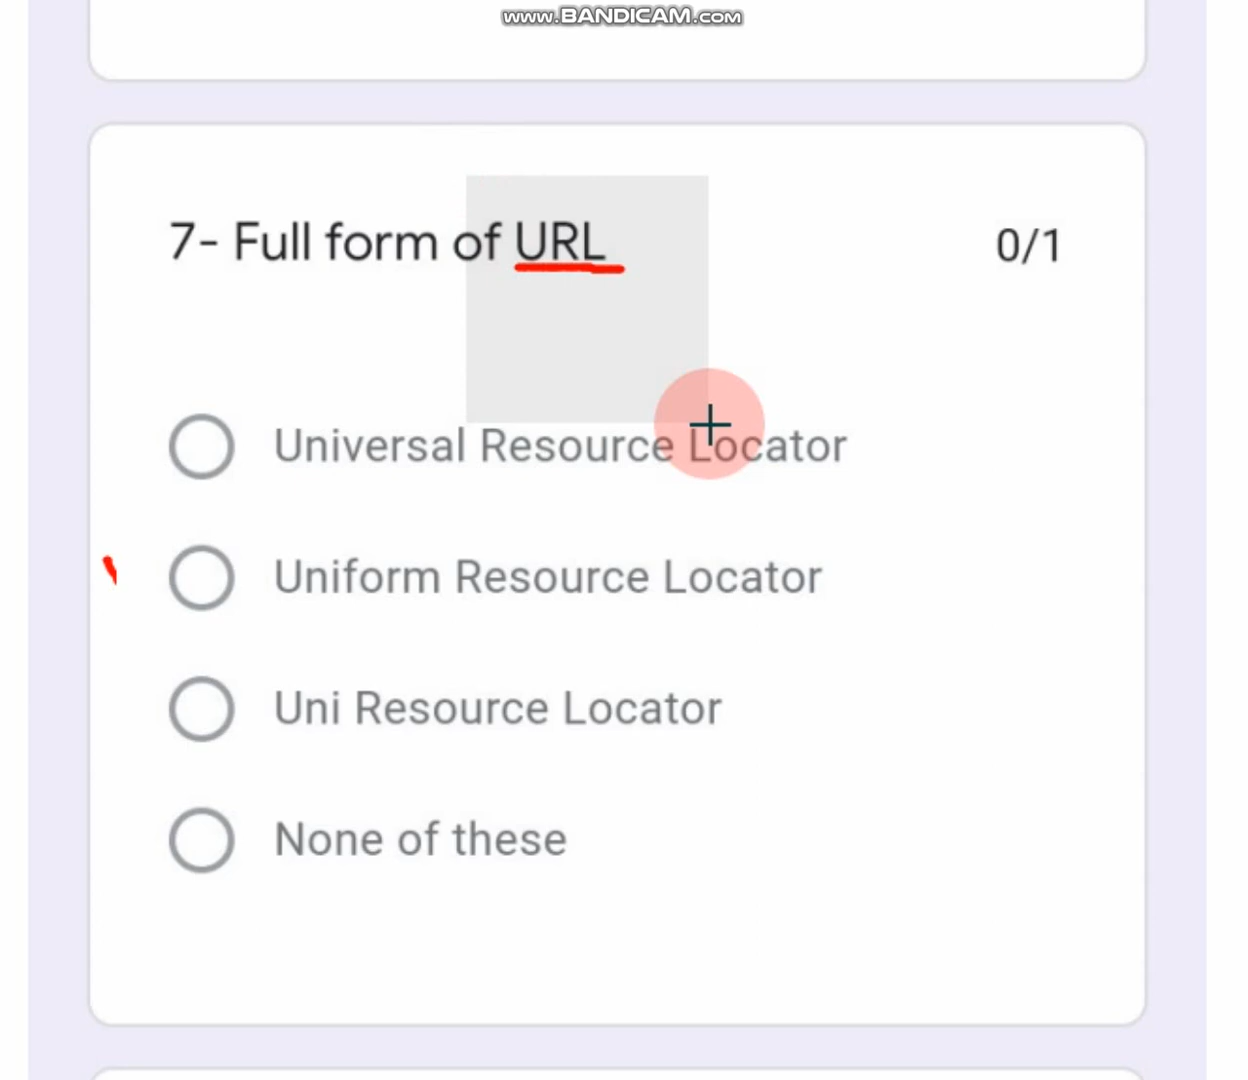 www.BANDICAM.com
7- Full form of URL 0/1
Universal Resource Locator
Uniform Resource Locator
Uni Resource Locator
None of these